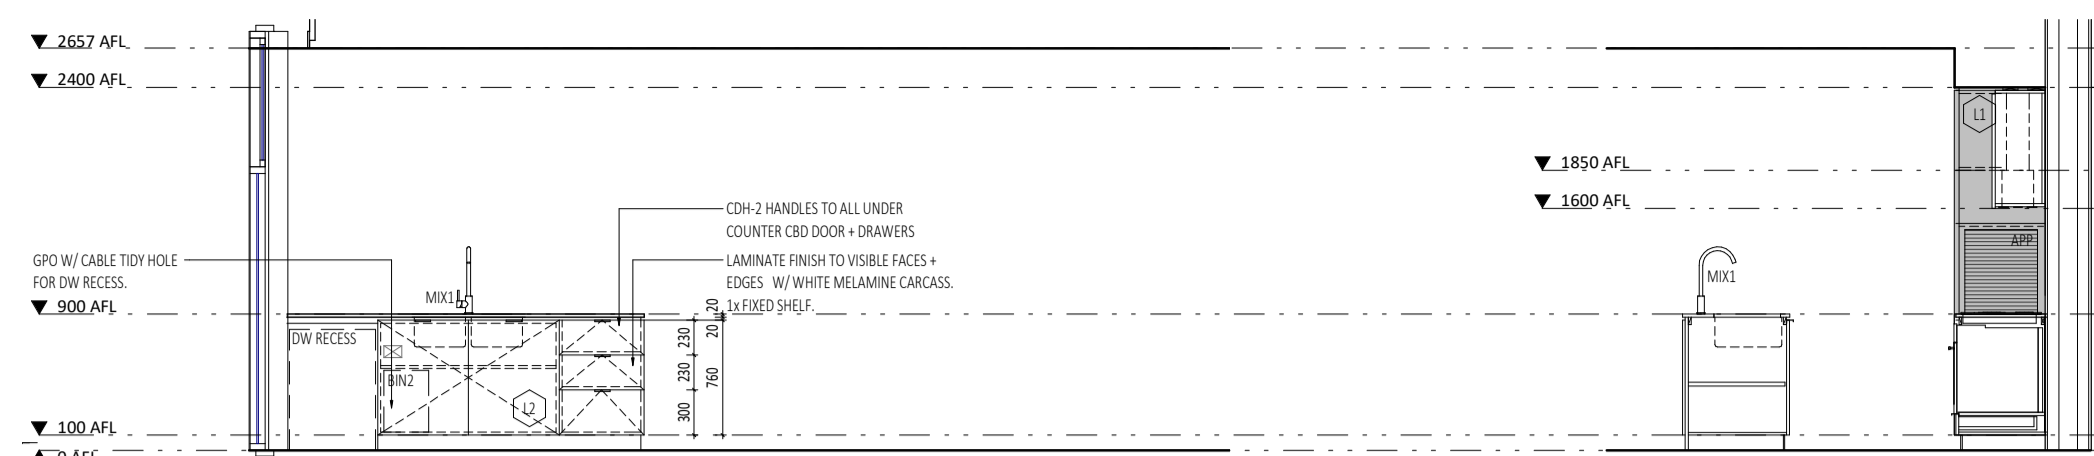 2657 AFL
2400 AFL
L1
1850 AFL
1600 AFL
CDH-2 HANDLES TO ALL UNDER
COUNTER CBD DOOR + DRAWERS
GPO W/ CABLE TIDY HOLE
FOR DW RECESS.
LAMINATE FINISH TO VISIBLE FACES +
EDGES W/ WHITE MELAMINE CARCASS.
1x FIXED SHELF.
APP
MIX1
MIX1
900 AFL
20
20
230
230
300
760
DW RECESS
BIN2
L2
100 AFL
0 AFL